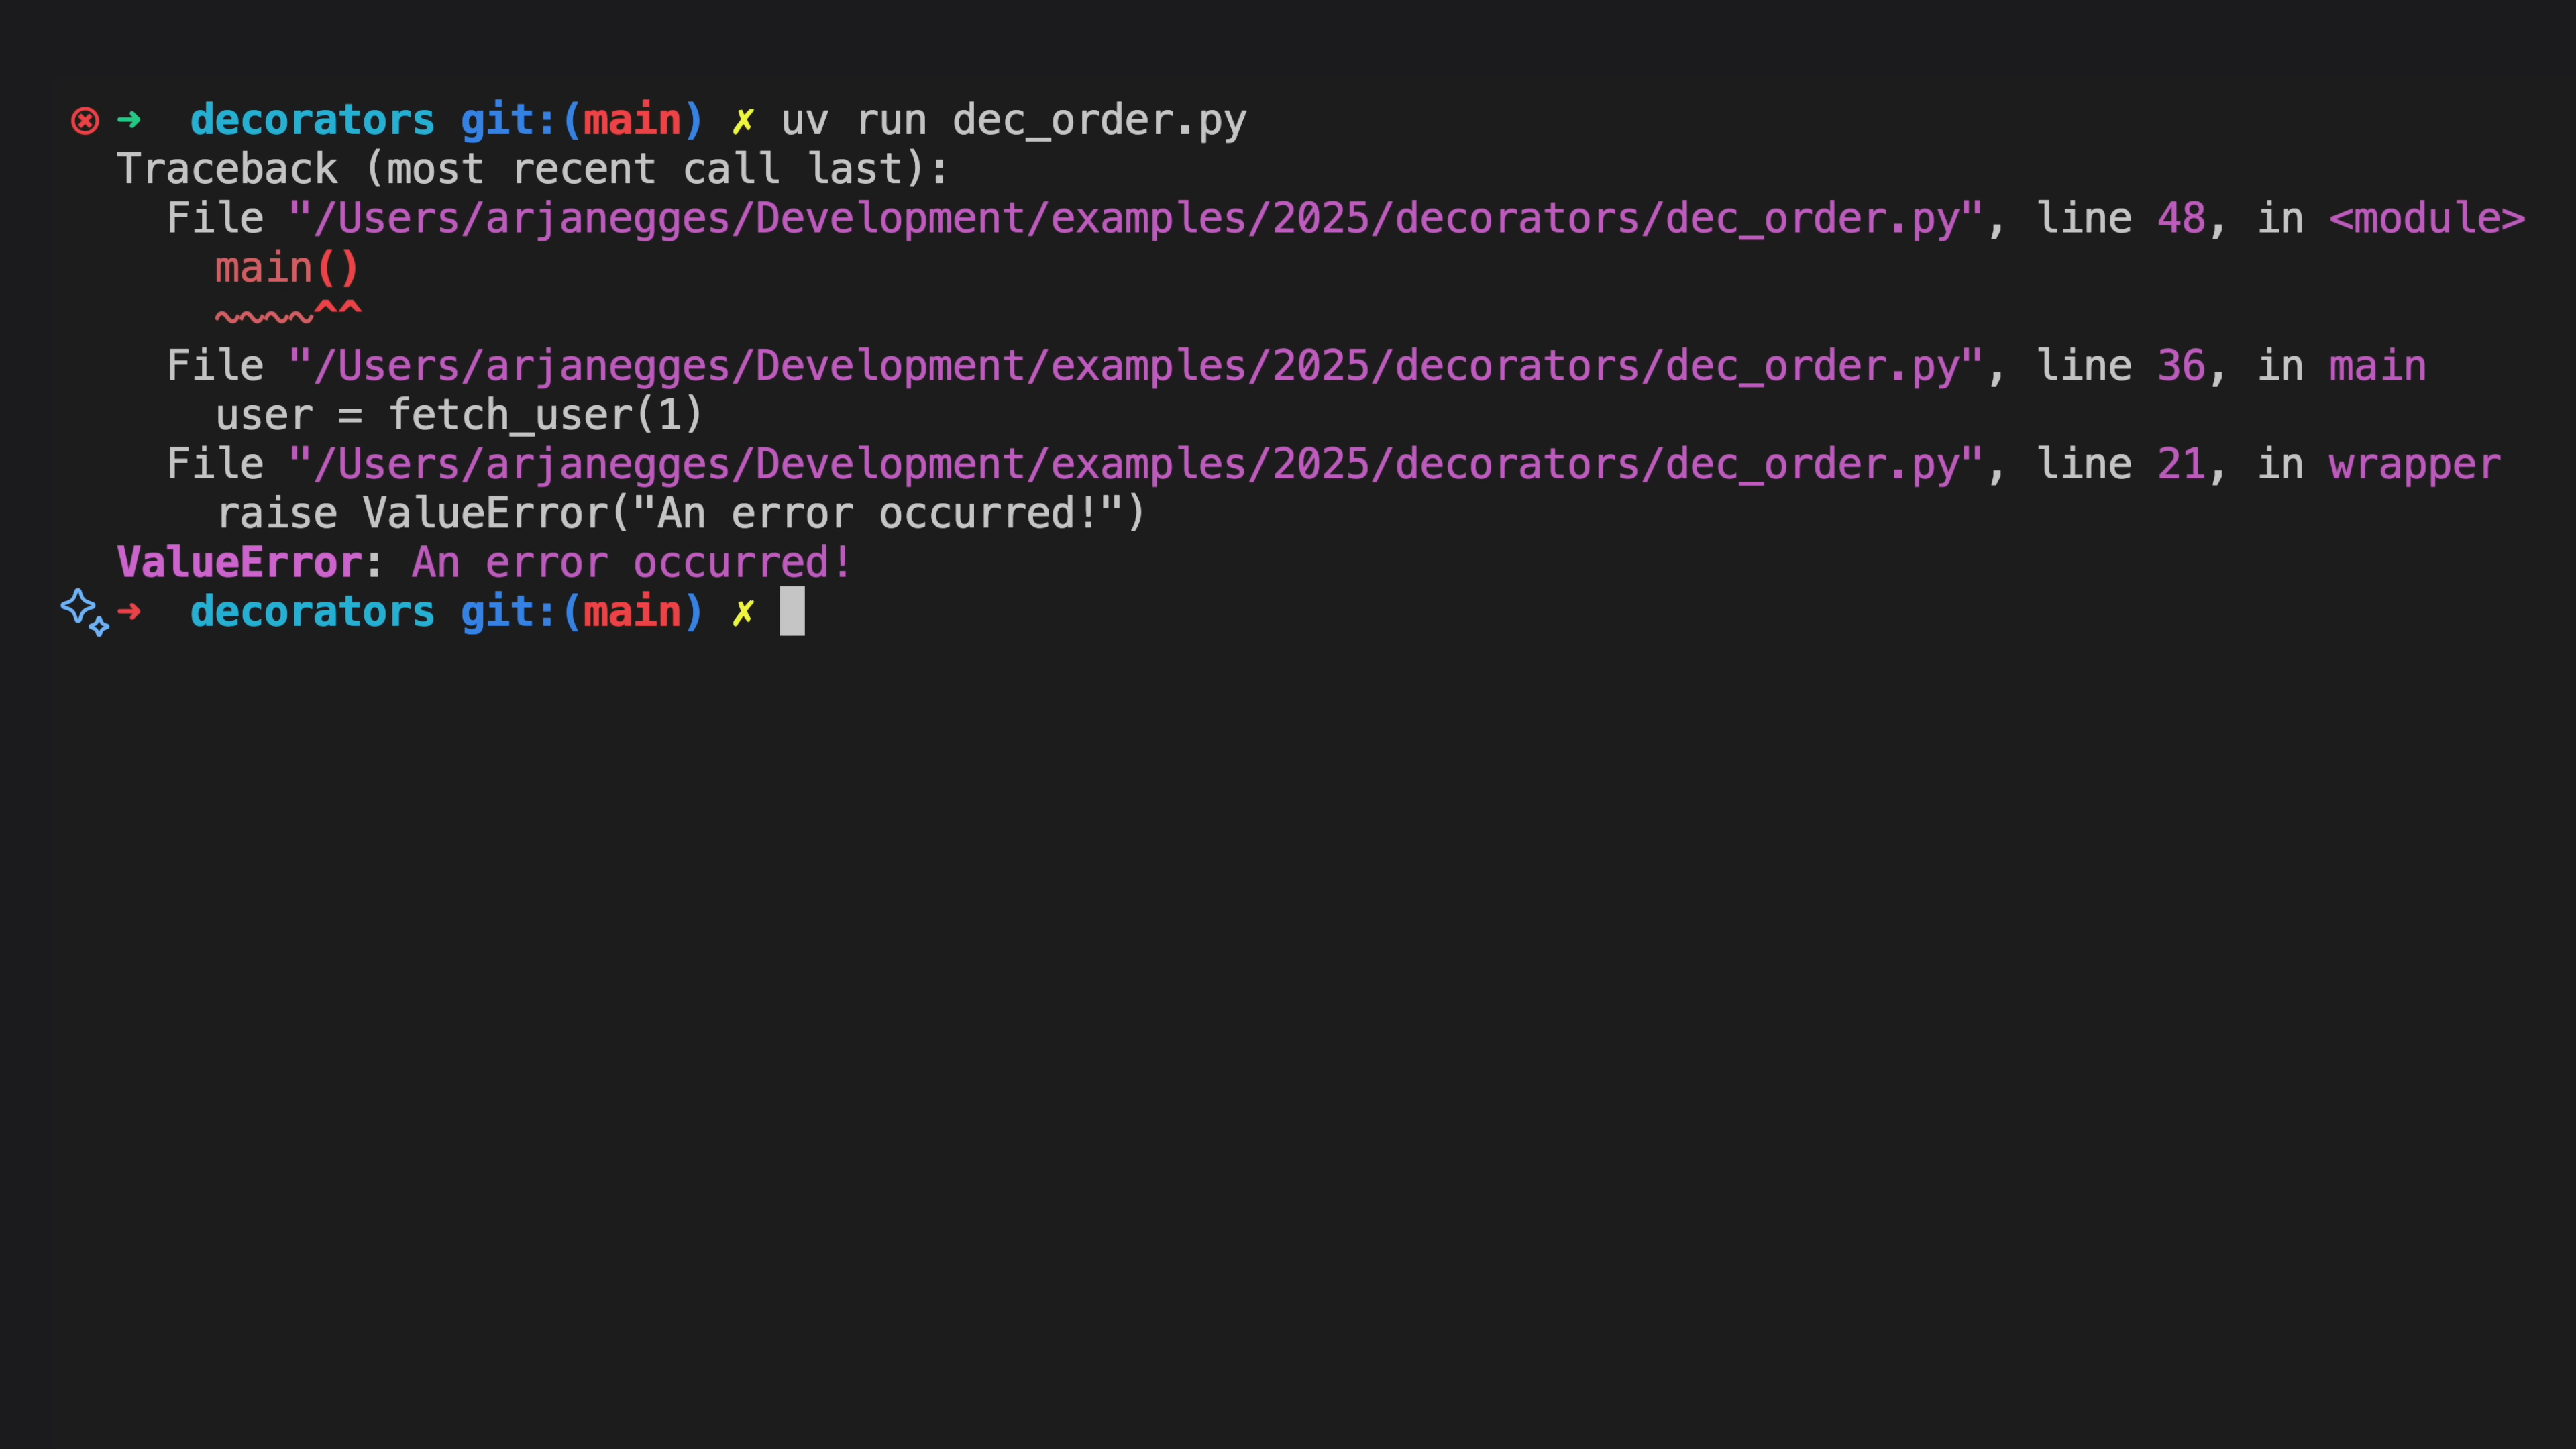 ➜  decorators git:(main) ✗ uv run dec_order.py
Traceback (most recent call last):
  File "/Users/arjanegges/Development/examples/2025/decorators/dec_order.py", line 48, in <module>
    main()
    ~~~~^^
  File "/Users/arjanegges/Development/examples/2025/decorators/dec_order.py", line 36, in main
    user = fetch_user(1)
  File "/Users/arjanegges/Development/examples/2025/decorators/dec_order.py", line 21, in wrapper
    raise ValueError("An error occurred!")
ValueError: An error occurred!
➜  decorators git:(main) ✗